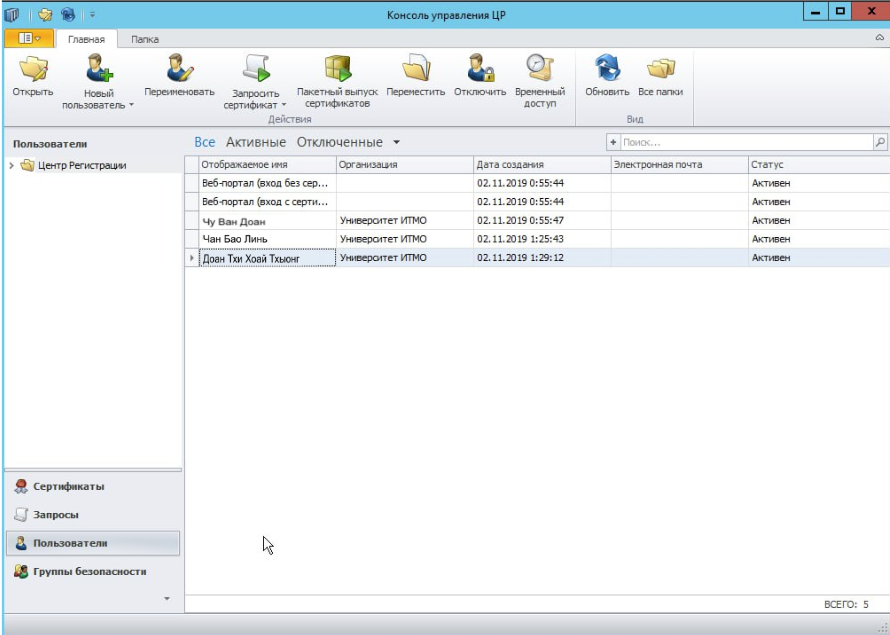 Консоль управления ЦР
Главная Папка
Открыть Новый пользователь Переименовать Запросить сертификат Пакетный выпуск сертификатов Переместить Отключить Временный доступ Обновить Все папки
Действия Вид
Пользователи
Центр Регистрации
Все Активные Отключенные
Поиск...
Отображаемое имя Организация Дата создания Электронная почта Статус
Веб-портал (вход без сер... 02.11.2019 0:55:44 Активен
Веб-портал (вход с серти... 02.11.2019 0:55:44 Активен
Чу Ван Доан Университет ИТМО 02.11.2019 0:55:47 Активен
Чан Бао Линь Университет ИТМО 02.11.2019 1:25:43 Активен
Доан Тхи Хоай Тхыонг Университет ИТМО 02.11.2019 1:29:12 Активен
Сертификаты
Запросы
Пользователи
Группы безопасности
ВСЕГО: 5